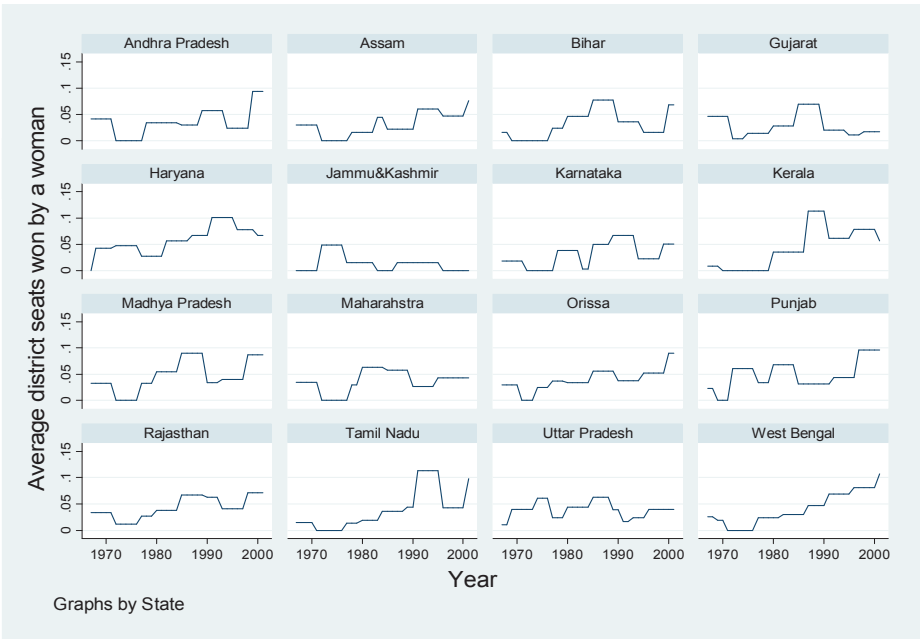 Average district seats won by a woman
Andhra Pradesh Assam Bihar Gujarat
.15
.1
.05
0
Haryana Jammu&Kashmir Karnataka Kerala
.15
.1
.05
0
Madhya Pradesh Maharahstra Orissa Punjab
.15
.1
.05
0
Rajasthan Tamil Nadu Uttar Pradesh West Bengal
.15
.1
.05
0
1970 1980 1990 2000 1970 1980 1990 2000 1970 1980 1990 2000 1970 1980 1990 2000
Year
Graphs by State